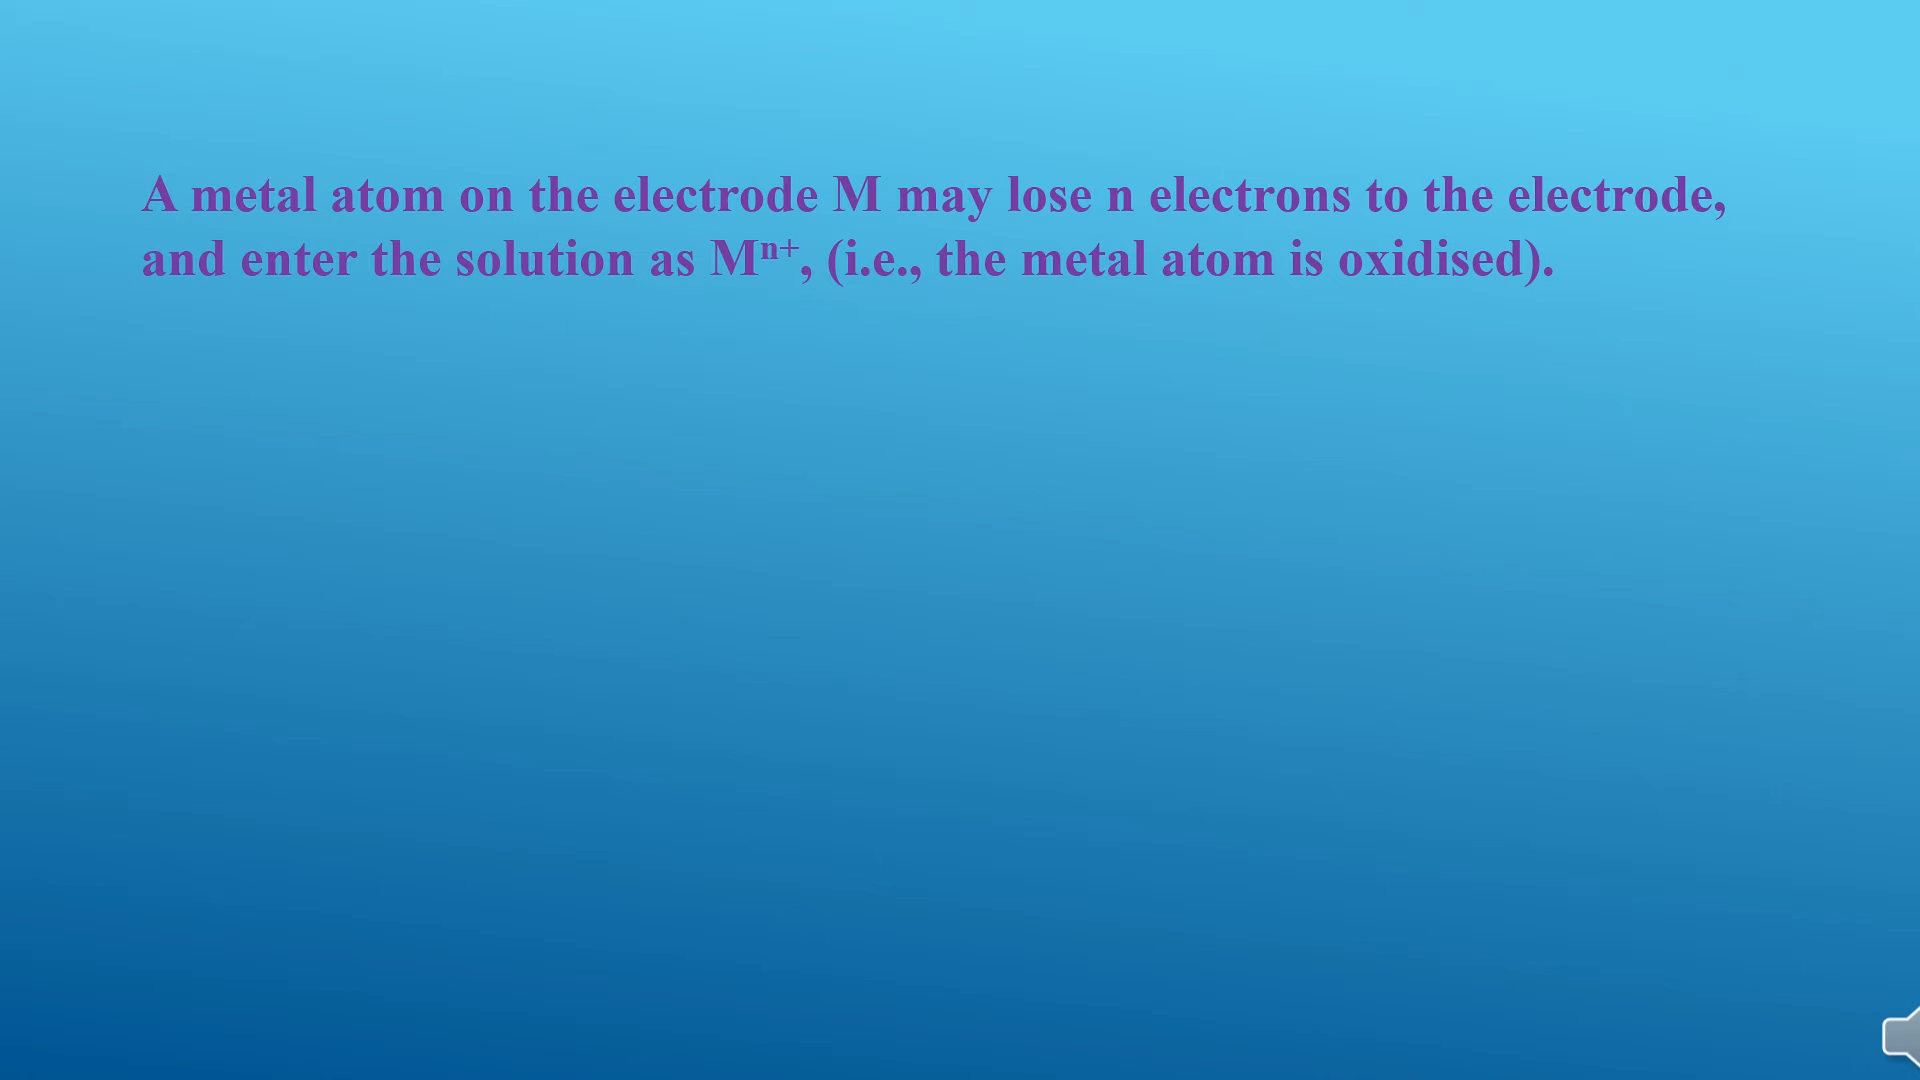 A metal atom on the electrode M may lose n electrons to the electrode,
and enter the solution as Mⁿ⁺, (i.e., the metal atom is oxidised).